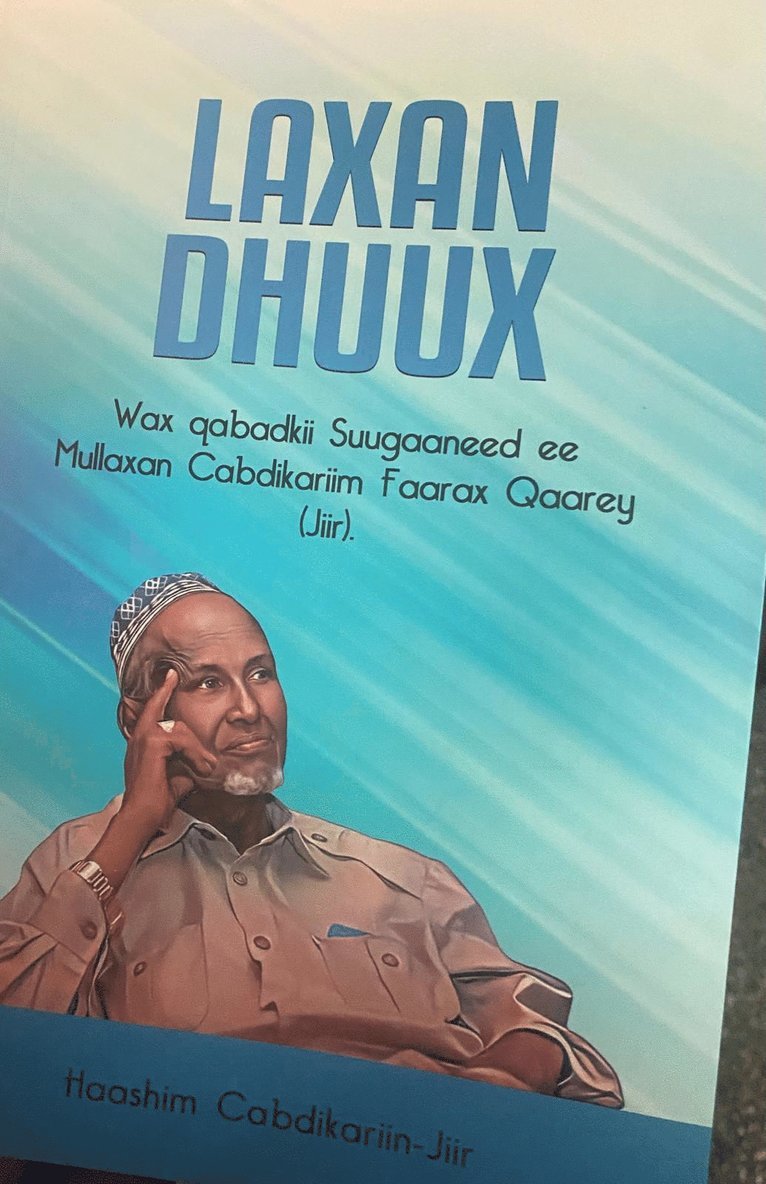 LAXAN
DHUUX
Wax qabadkii Suugaaneed ee
Mullaxan Cabdikariim Faarax Qaarey
(Jiir).
Haashim Cabdikariin-Jiir